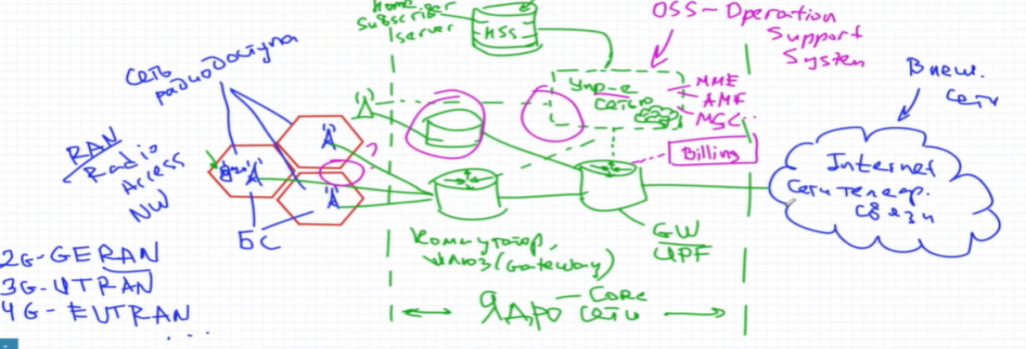 Home
Subscriber
server
HSS
OSS - Operation
Support
System
Сеть
радиодоступа
Упр-е
сетью
MME
AMF
MSC
Billing
Внеш.
сети
RAN
Radio
Access
NW
?
БС
Internet
Сети телеф.
связи
GW
UPF
Коммутатор,
шлюз (Gateway)
Ядро - Core
сети
2G-GERAN
3G-UTRAN
4G-EUTRAN
...